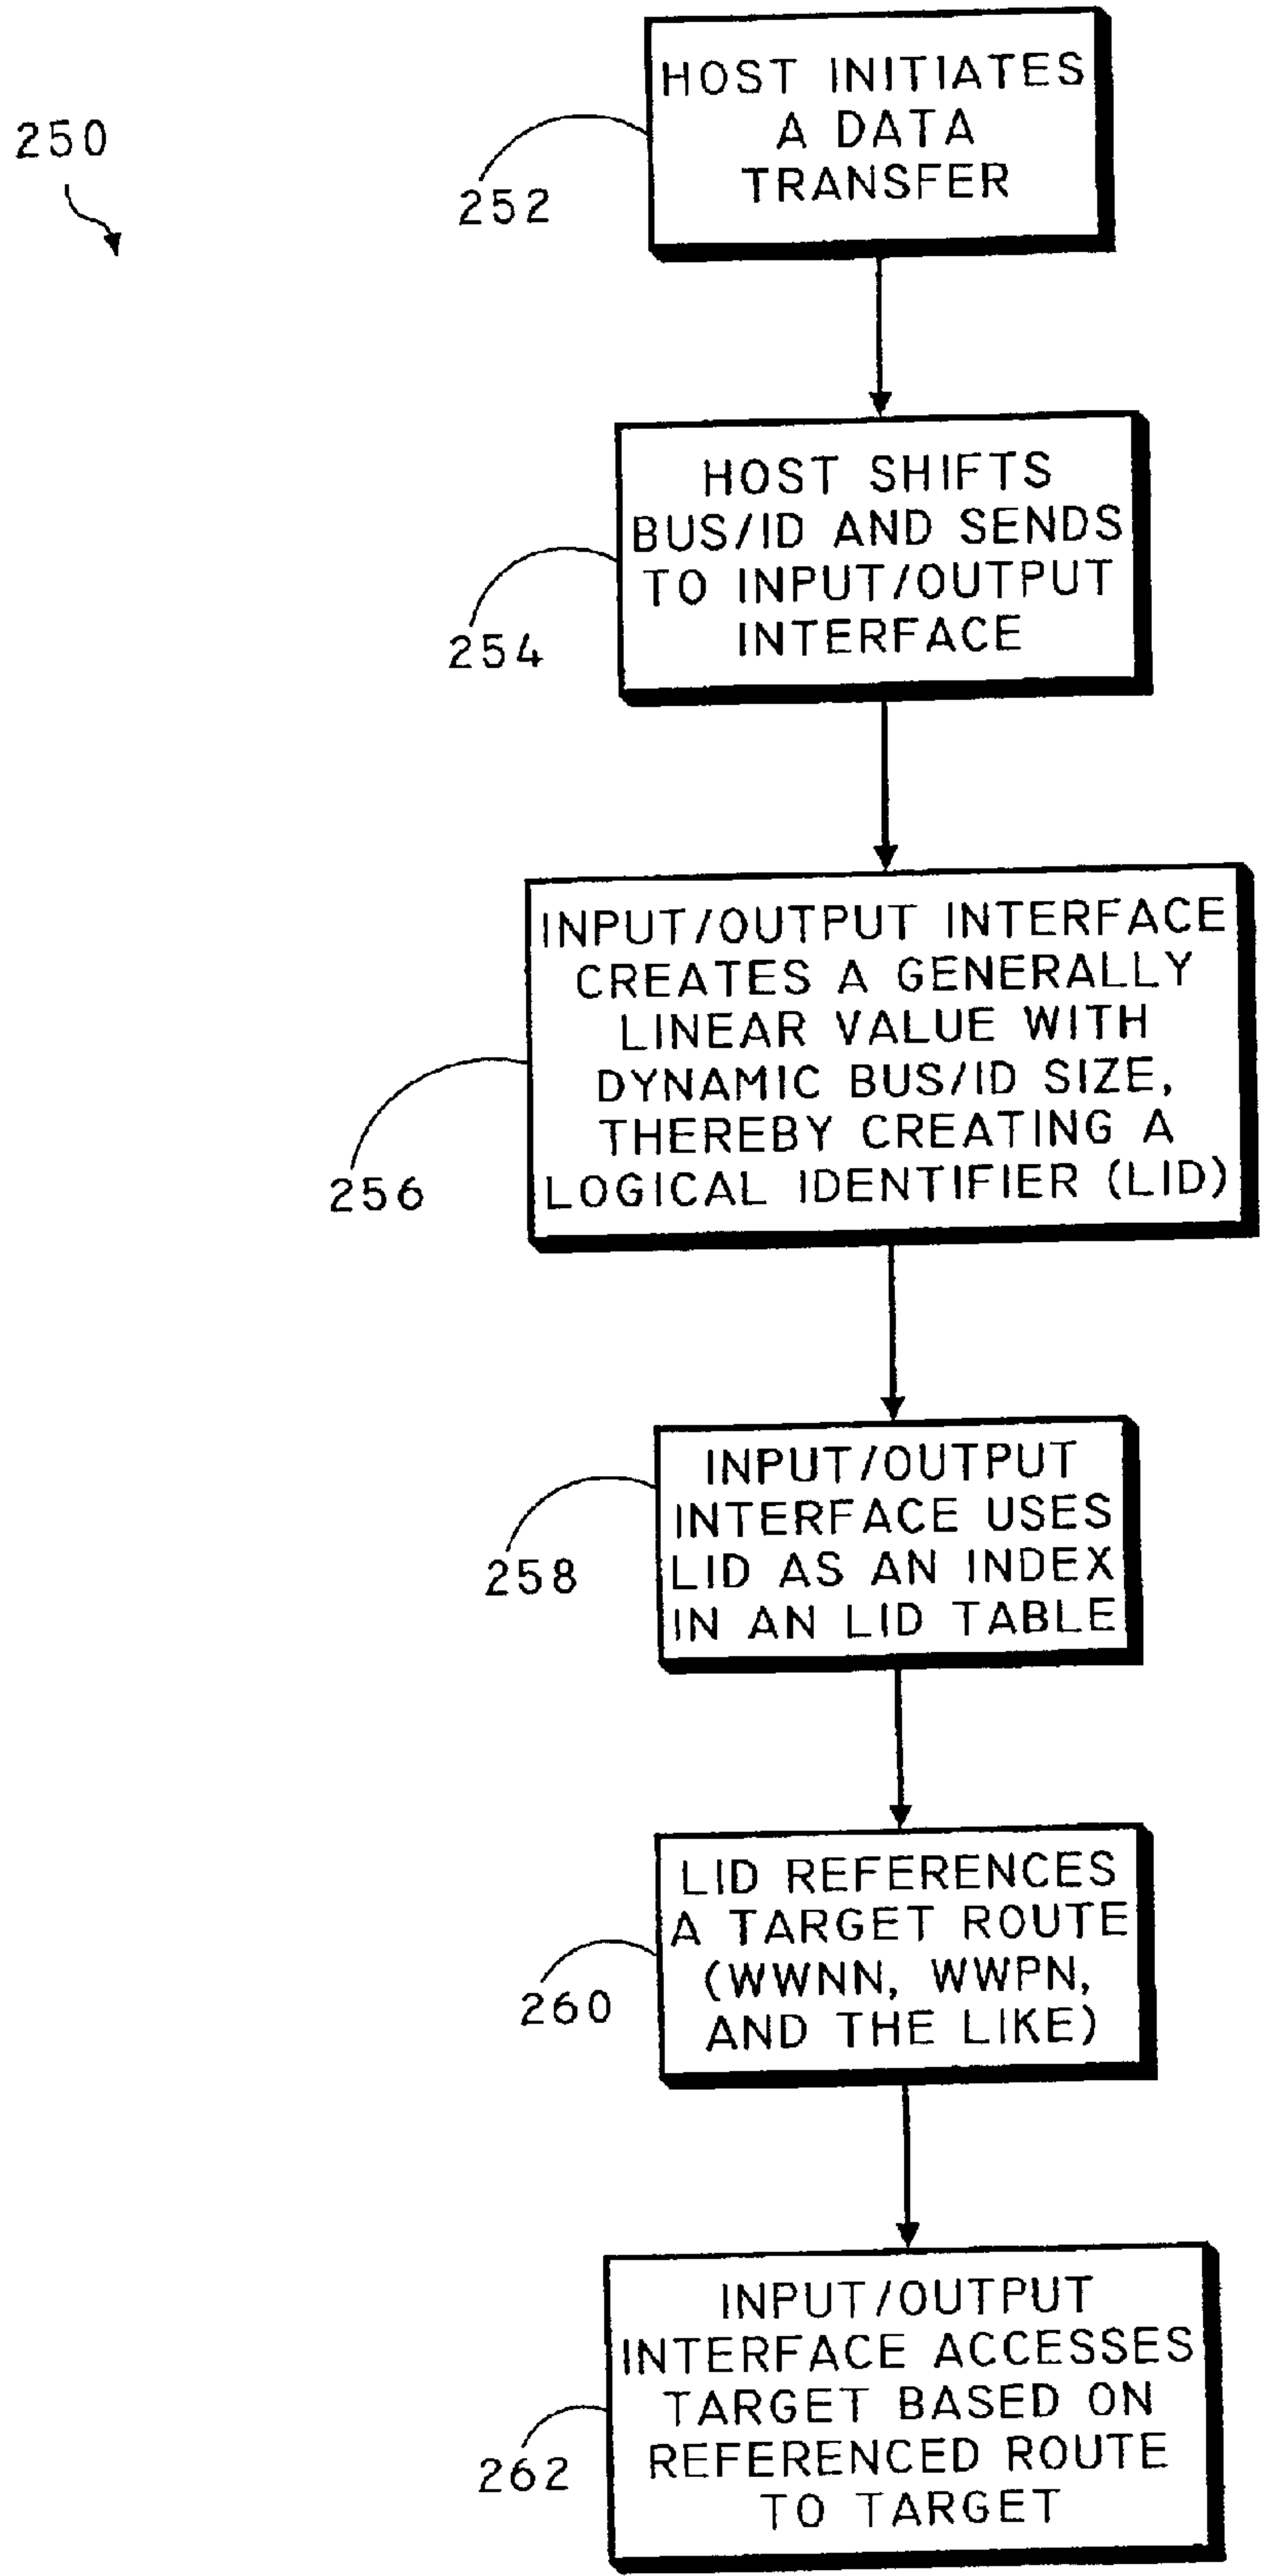 250
HOST INITIATES
A DATA
TRANSFER
252
HOST SHIFTS
BUS/ID AND SENDS
TO INPUT/OUTPUT
INTERFACE
254
INPUT/OUTPUT INTERFACE
CREATES A GENERALLY
LINEAR VALUE WITH
DYNAMIC BUS/ID SIZE,
THEREBY CREATING A
LOGICAL IDENTIFIER (LID)
256
INPUT/OUTPUT
INTERFACE USES
LID AS AN INDEX
IN AN LID TABLE
258
LID REFERENCES
A TARGET ROUTE
(WWNN, WWPN,
AND THE LIKE)
260
INPUT/OUTPUT
INTERFACE ACCESSES
TARGET BASED ON
REFERENCED ROUTE
TO TARGET
262